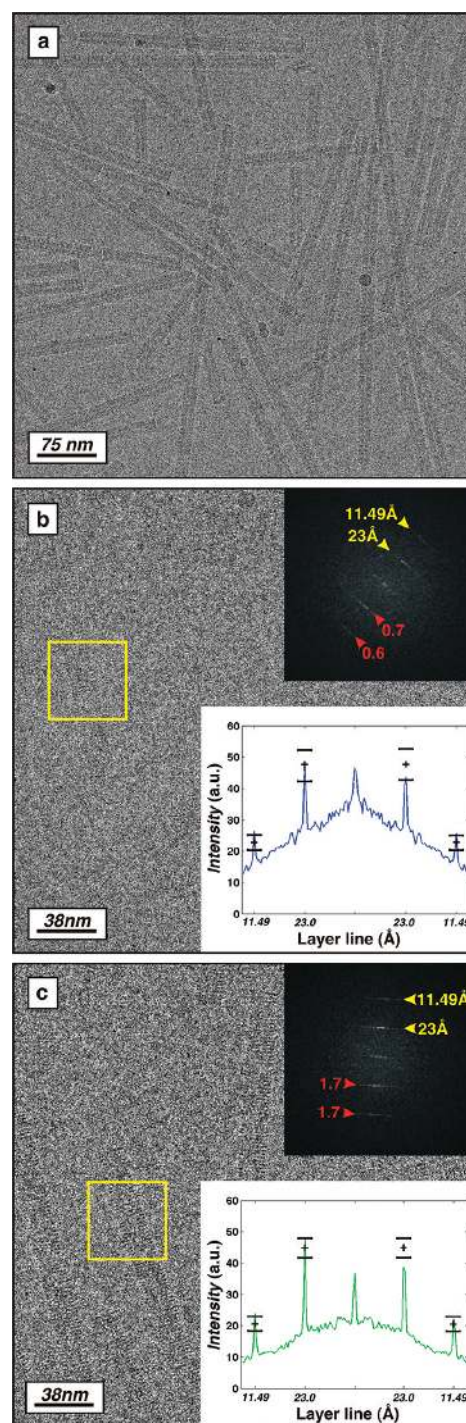 a
75 nm
b
11.49Å
23Å
0.7
0.6
60
50
40
30
20
10
0
Intensity (a.u.)
11.49 23.0 23.0 11.49
Layer line (Å)
38nm
c
11.49Å
23Å
1.7
1.7
60
50
40
30
20
10
0
Intensity (a.u.)
11.49 23.0 23.0 11.49
Layer line (Å)
38nm